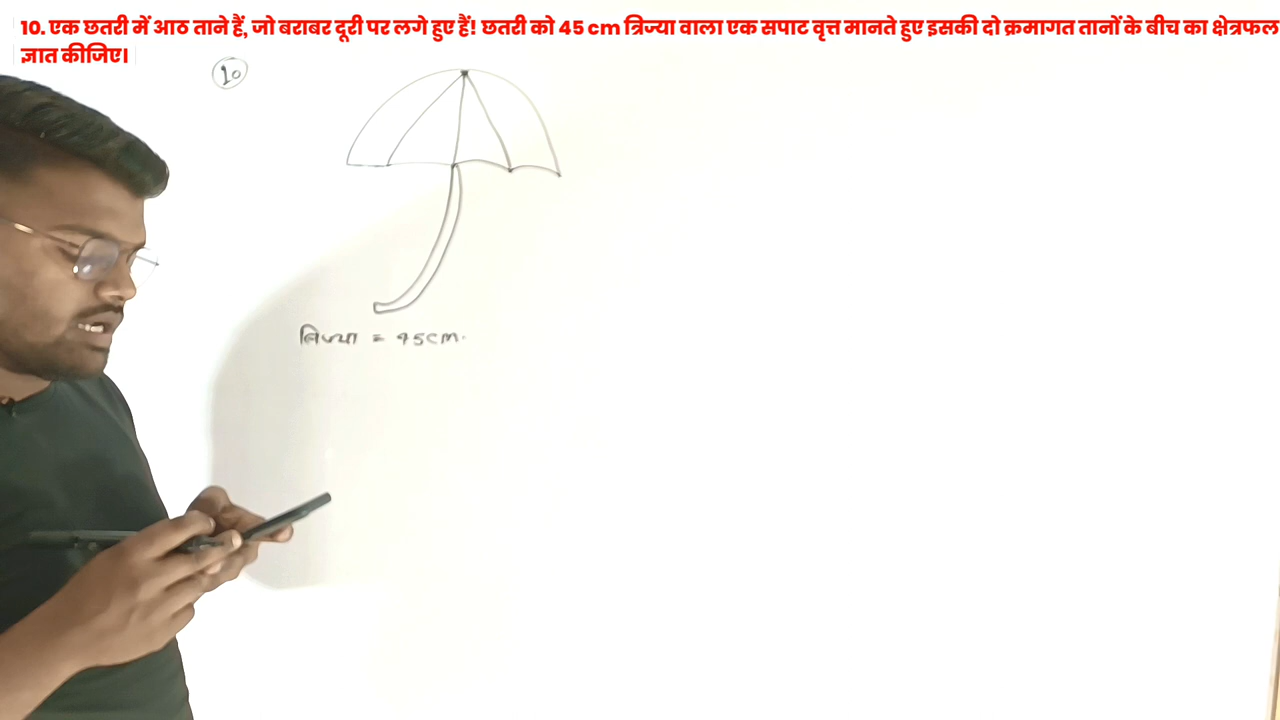 10. एक छतरी में आठ ताने हैं, जो बराबर दूरी पर लगे हुए हैं! छतरी को 45 cm त्रिज्या वाला एक सपाट वृत्त मानते हुए इसकी दो क्रमागत तानों के बीच का क्षेत्रफल
ज्ञात कीजिए।
10
त्रिज्या = 45cm.